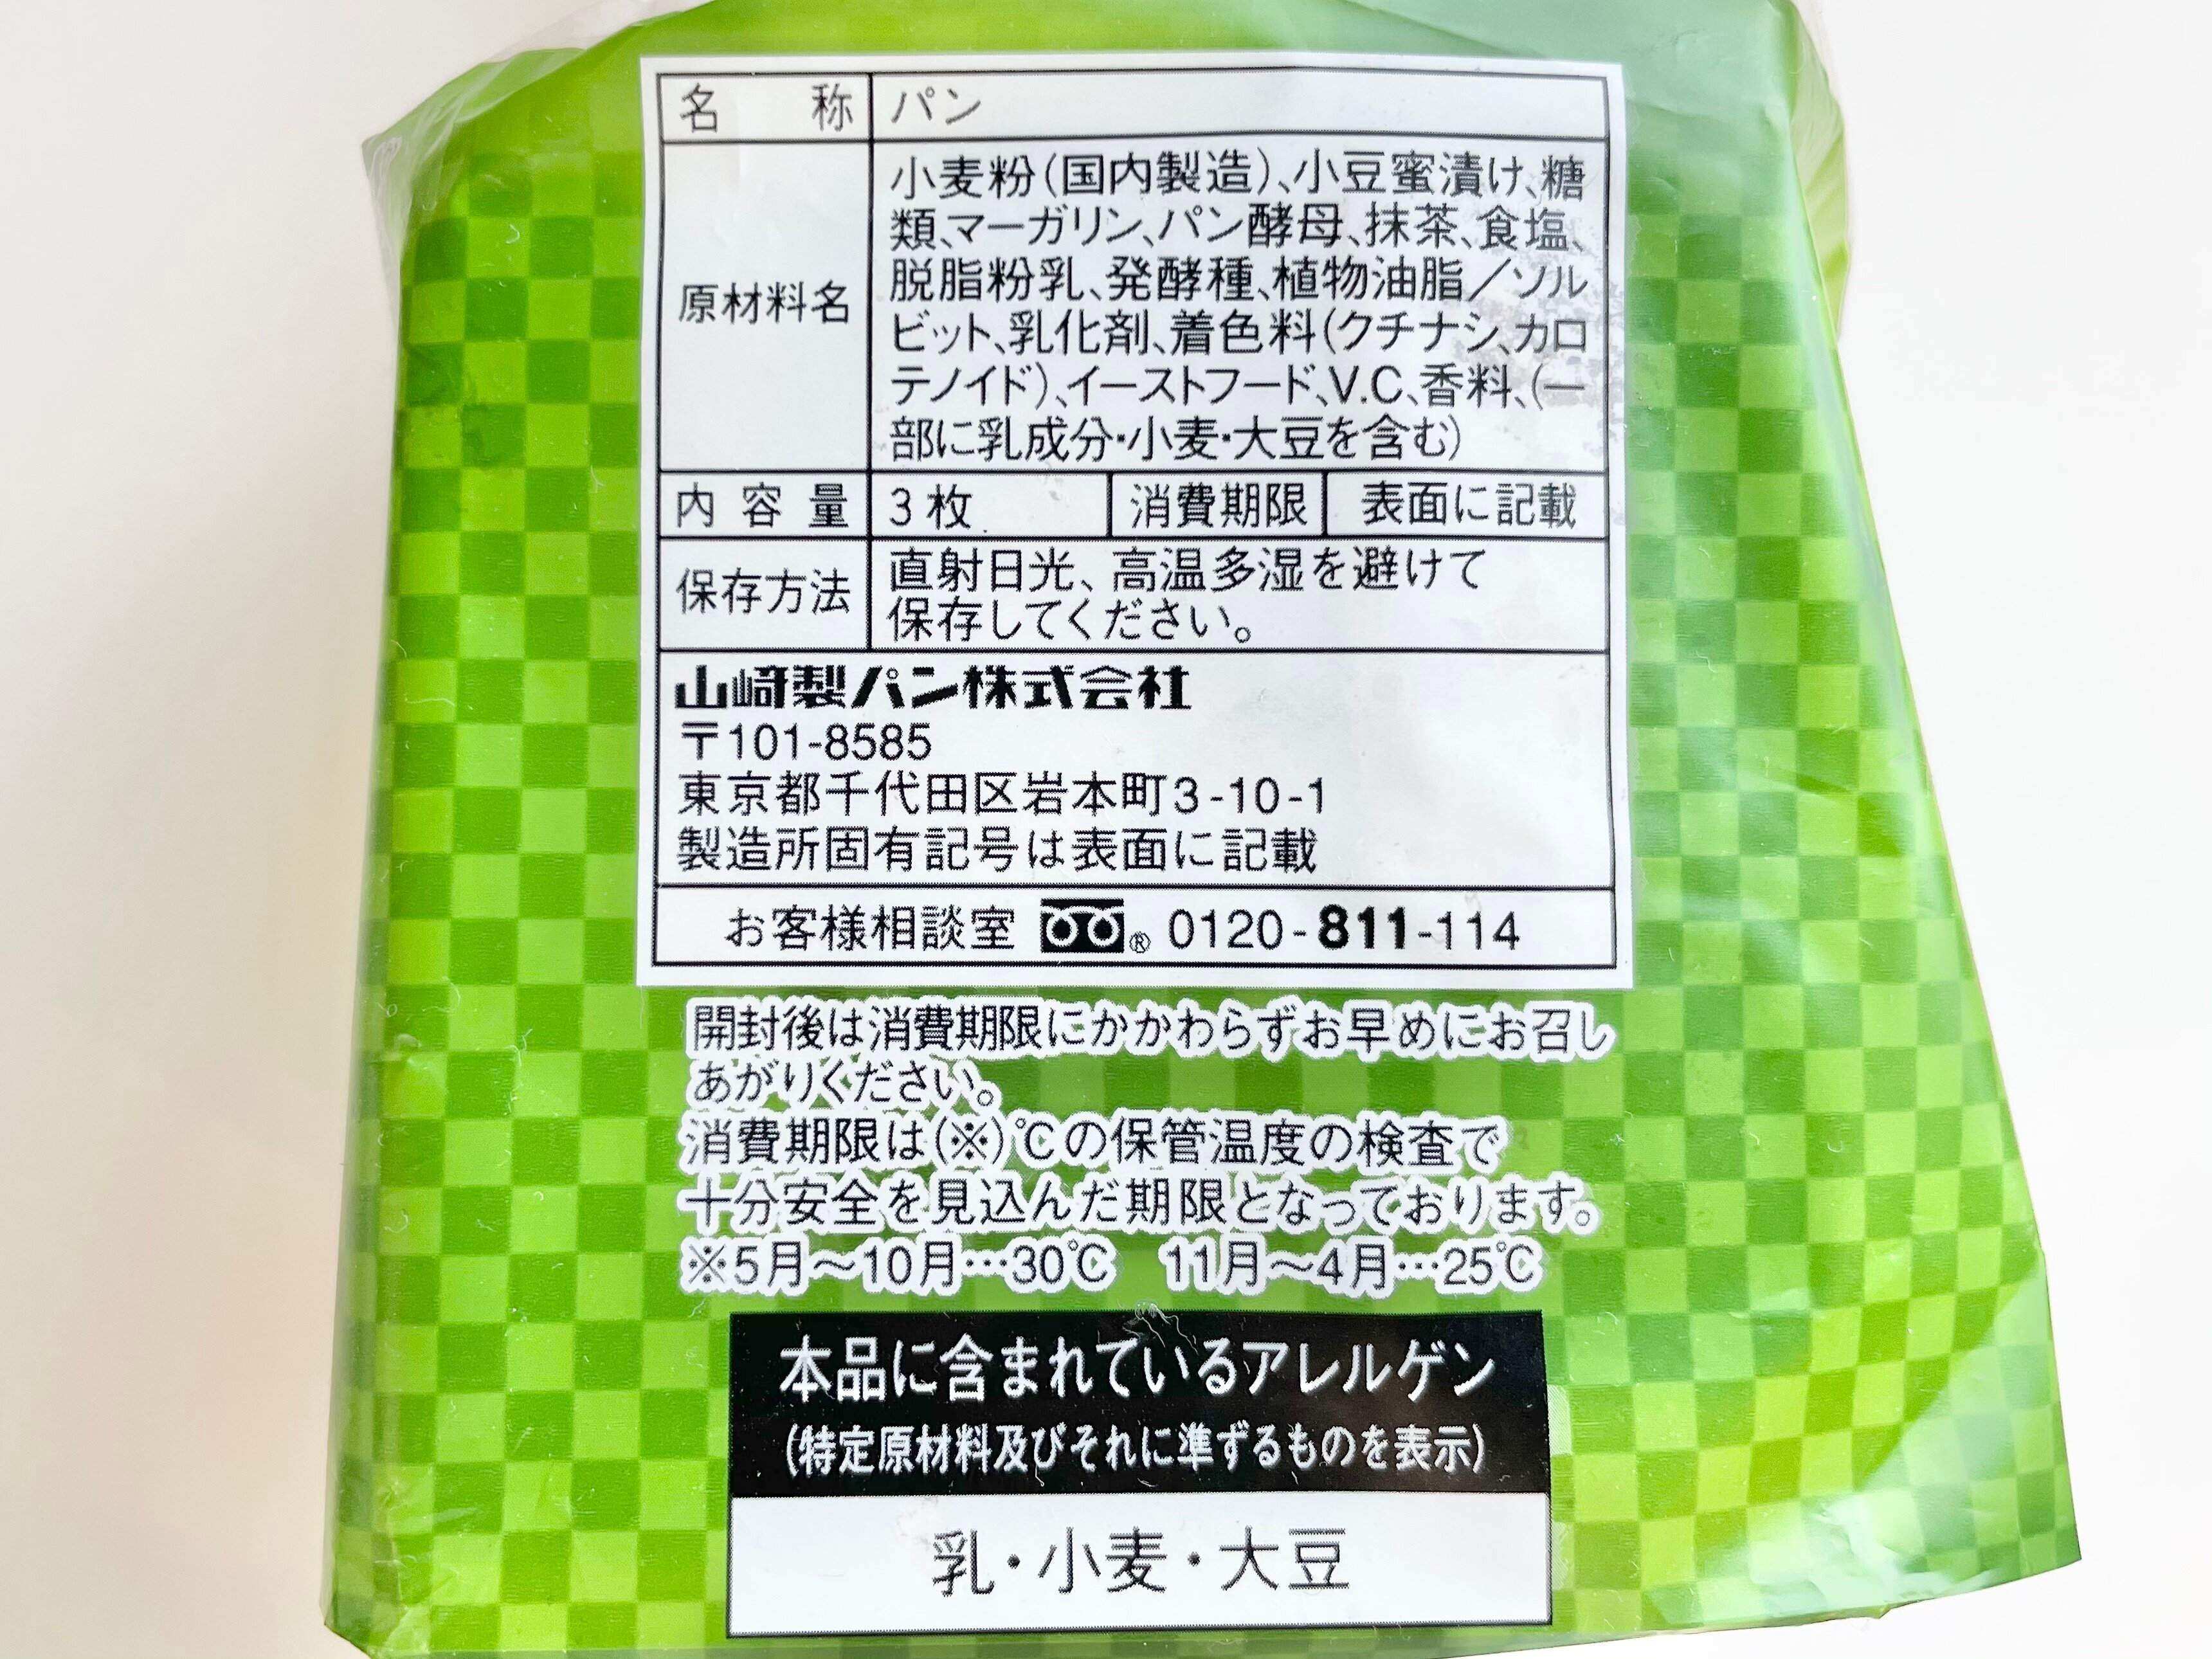 名称 パン
原材料名
小麦粉(国内製造)、小豆蜜漬け、糖
類、マーガリン、パン酵母、抹茶、食塩、
脱脂粉乳、発酵種、植物油脂/ソル
ビット、乳化剤、着色料(クチナシ、カロ
テノイド)、イーストフード、V.C、香料、(一
部に乳成分・小麦・大豆を含む)
内容量 3枚 消費期限 表面に記載
保存方法
直射日光、高温多湿を避けて
保存してください。
山崎製パン株式会社
〒101-8585
東京都千代田区岩本町3-10-1
製造所固有記号は表面に記載
お客様相談室 ® 0120-811-114
開封後は消費期限にかかわらずお早めにお召し
あがりください。
消費期限は(※)℃の保管温度の検査で
十分安全を見込んだ期限となっております。
※5月〜10月…30℃ 11月〜4月…25℃
本品に含まれているアレルゲン
(特定原材料及びそれに準ずるものを表示)
乳・小麦・大豆